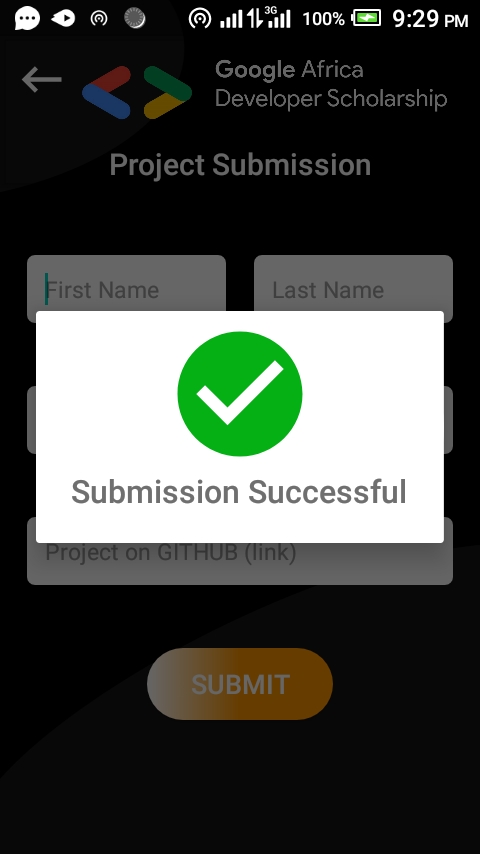 3G 100% 9:29 PM
Google Africa
Developer Scholarship
Project Submission
First Name Last Name
Submission Successful
Project on GITHUB (link)
SUBMIT